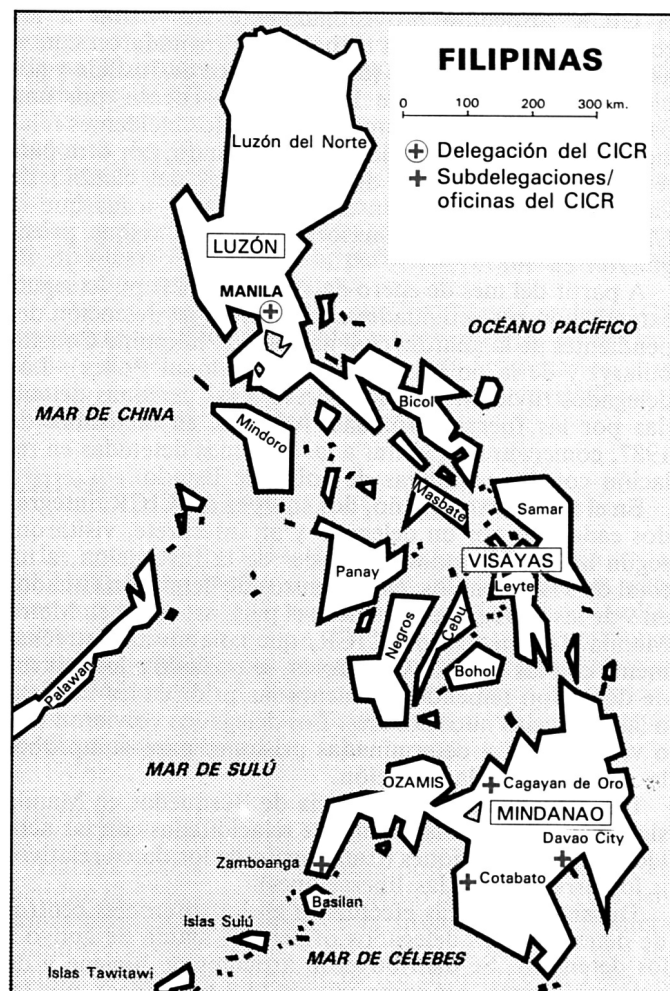 FILIPINAS
0 100 200 300 km.
Delegación del CICR
Subdelegaciones/
oficinas del CICR
Luzón del Norte
LUZÓN
MANILA
OCÉANO PACÍFICO
MAR DE CHINA
Bicol
Mindoro
Masbate
Samar
VISAYAS
Panay
Leyte
Negros
Cebu
Bohol
Palawan
MAR DE SULÚ
OZAMIS
Cagayan de Oro
MINDANAO
Davao City
Zamboanga
Cotabato
Basilan
Islas Sulú
MAR DE CÉLEBES
Islas Tawitawi